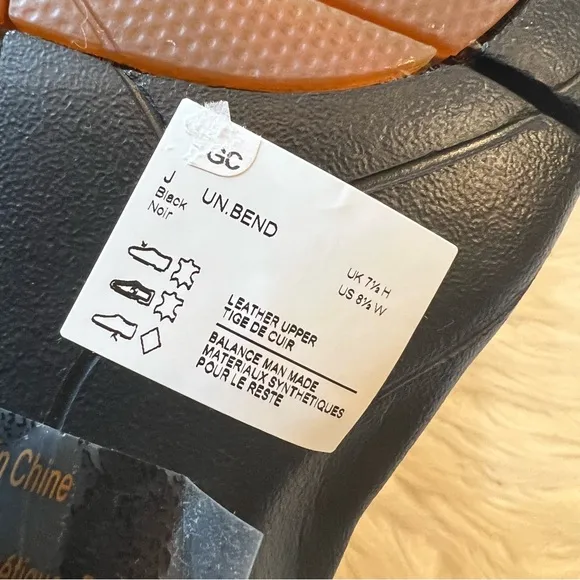 GC
J
Black
Noir
UN.BEND
UK 7½ H
US 8½ W
LEATHER UPPER
TIGE DE CUIR
BALANCE MAN MADE
MATERIAUX SYNTHETIQUES
POUR LE RESTE
n Chine